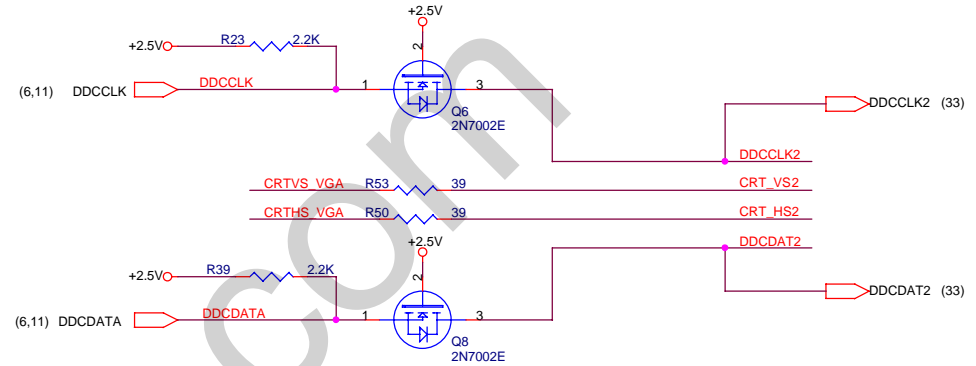 +2.5V
+2.5V R23 2.2K
2
(6,11) DDCCLK DDCCLK 1 3
DDCCLK2 (33)
Q6
2N7002E
DDCCLK2
CRTVS_VGA R53 39 CRT_VS2
CRTHS_VGA R50 39 CRT_HS2
+2.5V
DDCDAT2
+2.5V R39 2.2K
2
DDCDAT2 (33)
(6,11) DDCDATA DDCDATA 1 3
Q8
2N7002E
com